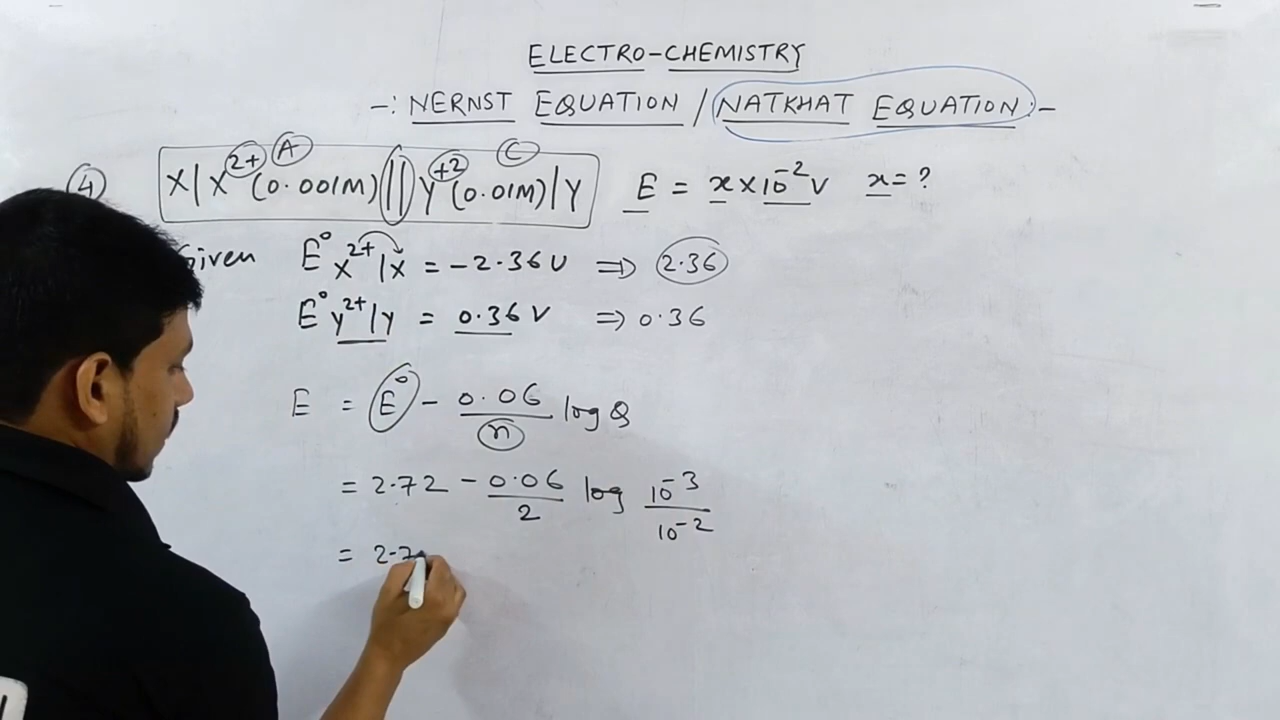 ELECTRO-CHEMISTRY
-: NERNST EQUATION / NATKHAT EQUATION :-
④ X | X²⁺ (0.001M) || Y⁺² (0.01M) | Y E = x × 10⁻² V x = ?
A C
Given E° X²⁺ | X = -2.36 V ⇒ 2.36
E° Y²⁺ | Y = 0.36 V ⇒ 0.36
E = E° - 0.06/n log Q
= 2.72 - 0.06/2 log 10⁻³/10⁻²
= 2.7